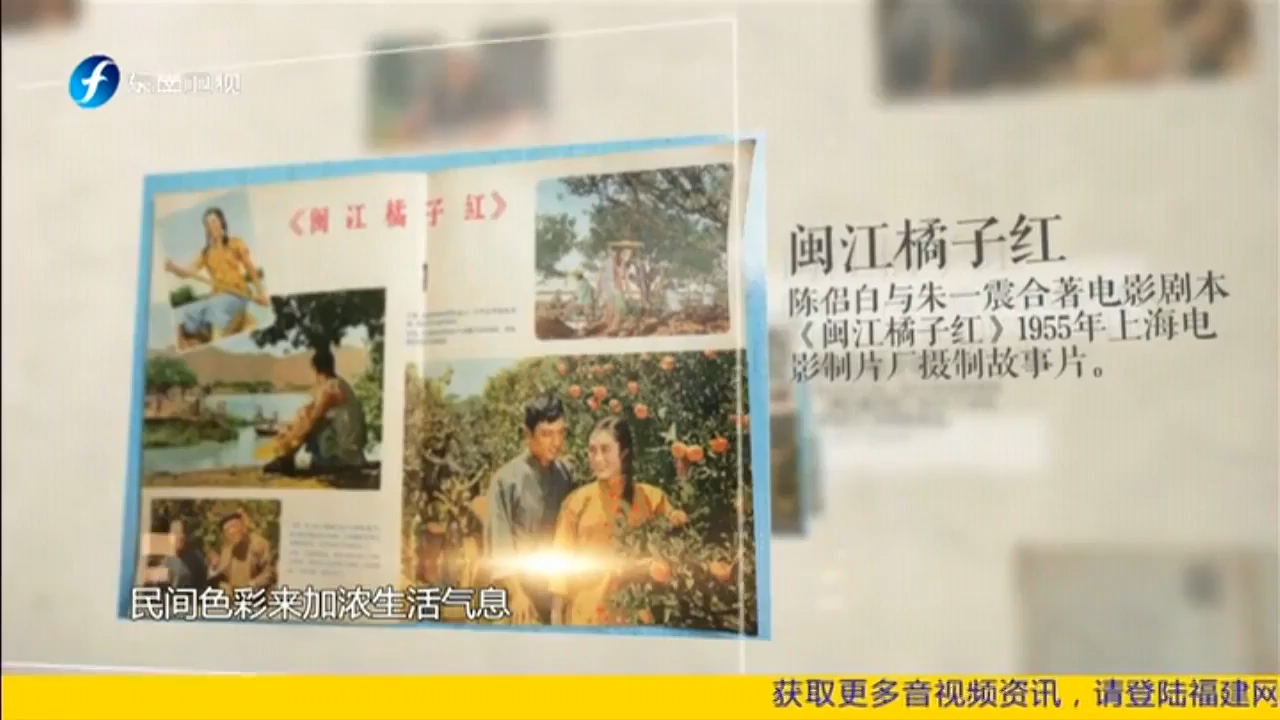 东南卫视
《闽江橘子紅》
闽江橘子红
陈侣白与朱一震合著电影剧本
《闽江橘子红》1955年上海电
影制片厂摄制故事片。
民间色彩来加浓生活气息
获取更多音视频资讯，请登陆福建网